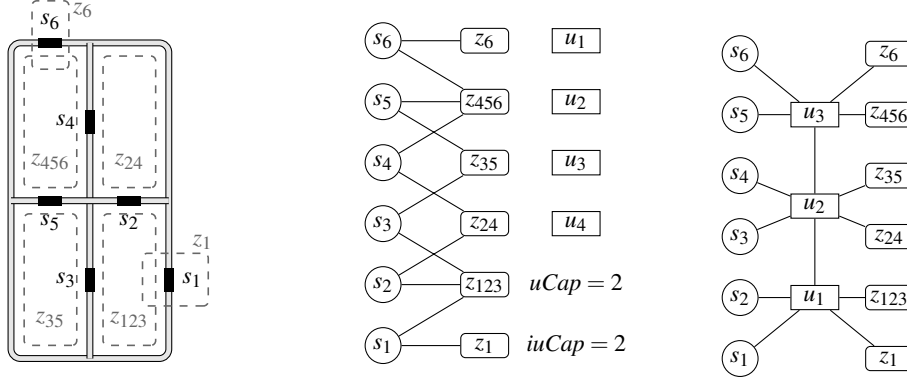 s6 z6
s4
z456 z24
s5 s2
z1
s3 s1
z35 z123
s6 z6 u1
s5 z456 u2
s4 z35 u3
s3 z24 u4
s2 z123 uCap = 2
s1 z1 iuCap = 2
s6 z6
s5 u3 z456
s4 z35
u2
s3 z24
s2 u1 z123
s1 z1